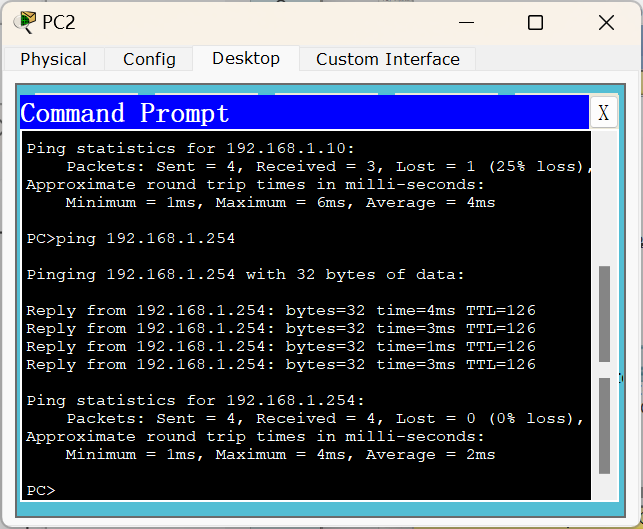 PC2
Physical Config Desktop Custom Interface
Command Prompt
X
Ping statistics for 192.168.1.10:
    Packets: Sent = 4, Received = 3, Lost = 1 (25% loss),
Approximate round trip times in milli-seconds:
    Minimum = 1ms, Maximum = 6ms, Average = 4ms
PC>ping 192.168.1.254
Pinging 192.168.1.254 with 32 bytes of data:
Reply from 192.168.1.254: bytes=32 time=4ms TTL=126
Reply from 192.168.1.254: bytes=32 time=3ms TTL=126
Reply from 192.168.1.254: bytes=32 time=1ms TTL=126
Reply from 192.168.1.254: bytes=32 time=3ms TTL=126
Ping statistics for 192.168.1.254:
    Packets: Sent = 4, Received = 4, Lost = 0 (0% loss),
Approximate round trip times in milli-seconds:
    Minimum = 1ms, Maximum = 4ms, Average = 2ms
PC>